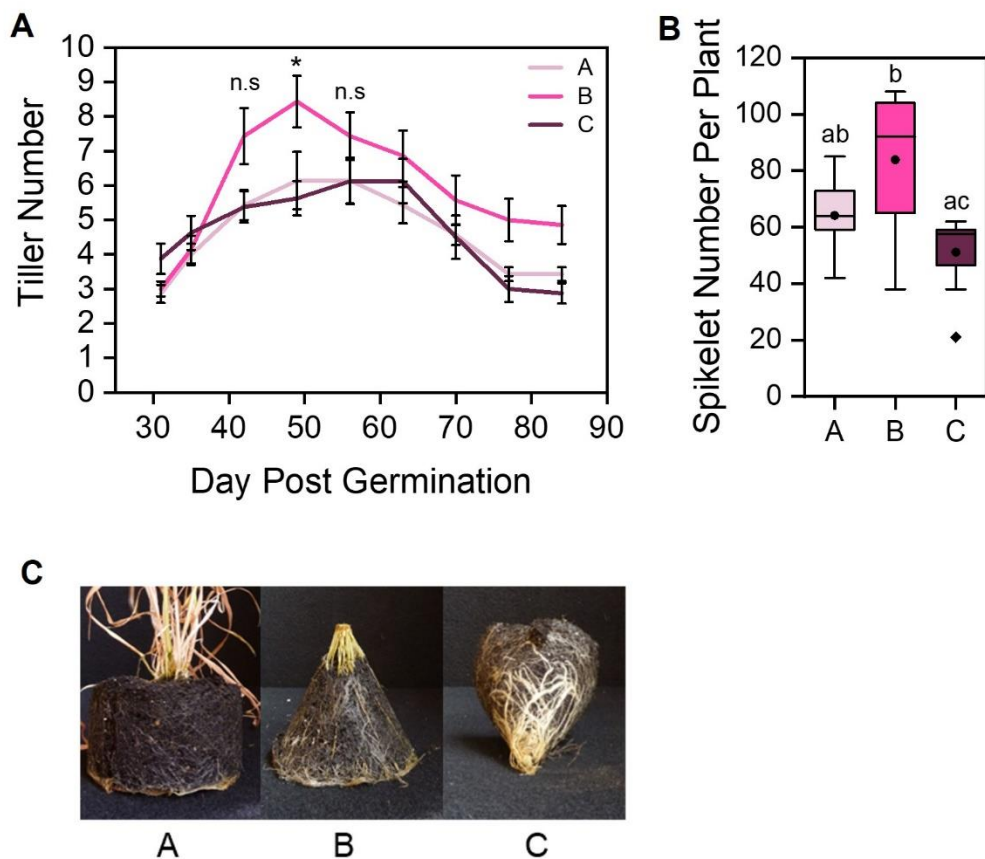 A
Tiller Number
10
9
8
7
6
5
4
3
2
1
0
n.s
*
n.s
A
B
C
30 40 50 60 70 80 90
Day Post Germination
B
Spikelet Number Per Plant
120
100
80
60
40
20
0
ab
b
ac
A B C
C
A B C